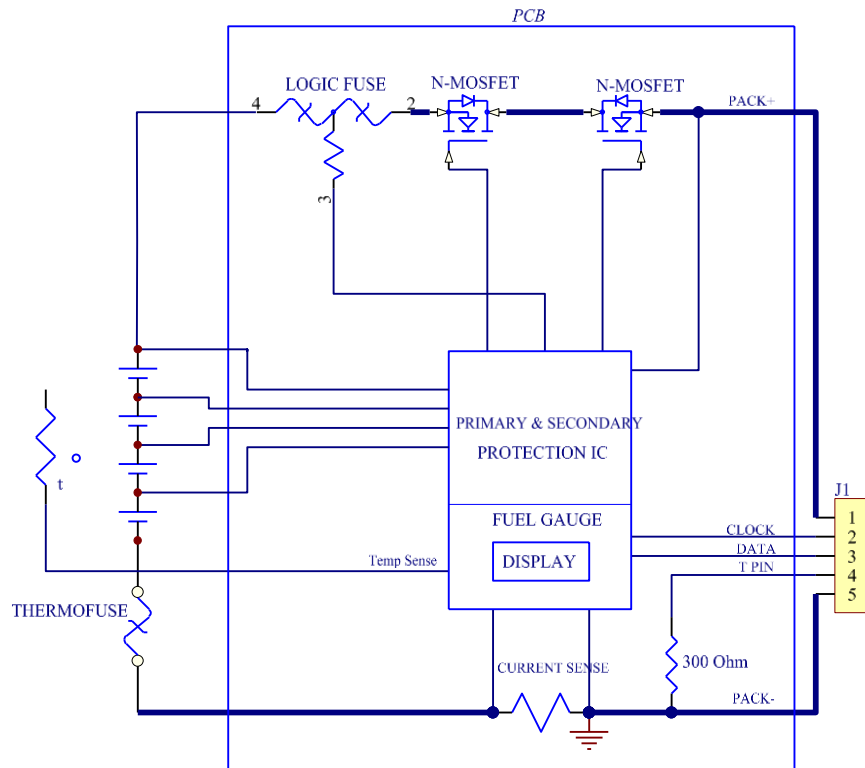 PCB
LOGIC FUSE
N-MOSFET
N-MOSFET
4
2
PACK+
3
PRIMARY & SECONDARY
PROTECTION IC
t
FUEL GAUGE
DISPLAY
Temp Sense
J1
1
CLOCK
2
DATA
3
T PIN
4
5
THERMOFUSE
CURRENT SENSE
300 Ohm
PACK-